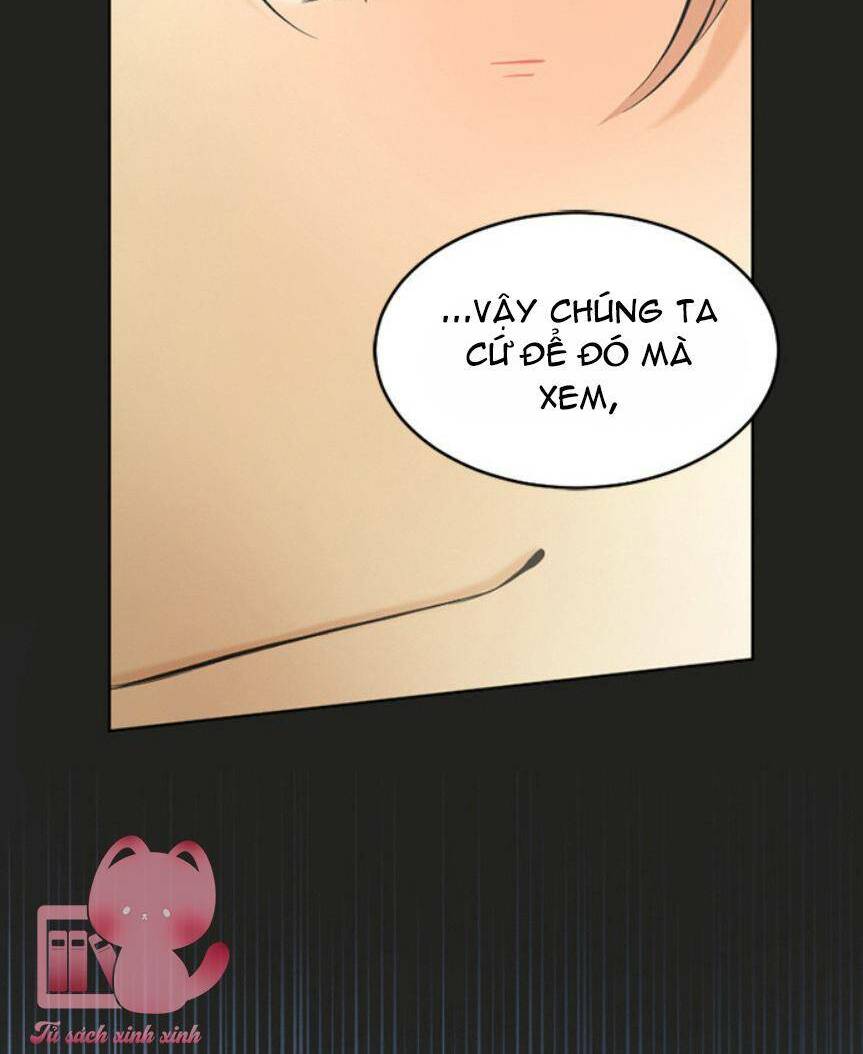 ...VẬY CHÚNG TA
CỨ ĐỂ ĐÓ MÀ
XEM,
Tủ sách xinh xinh